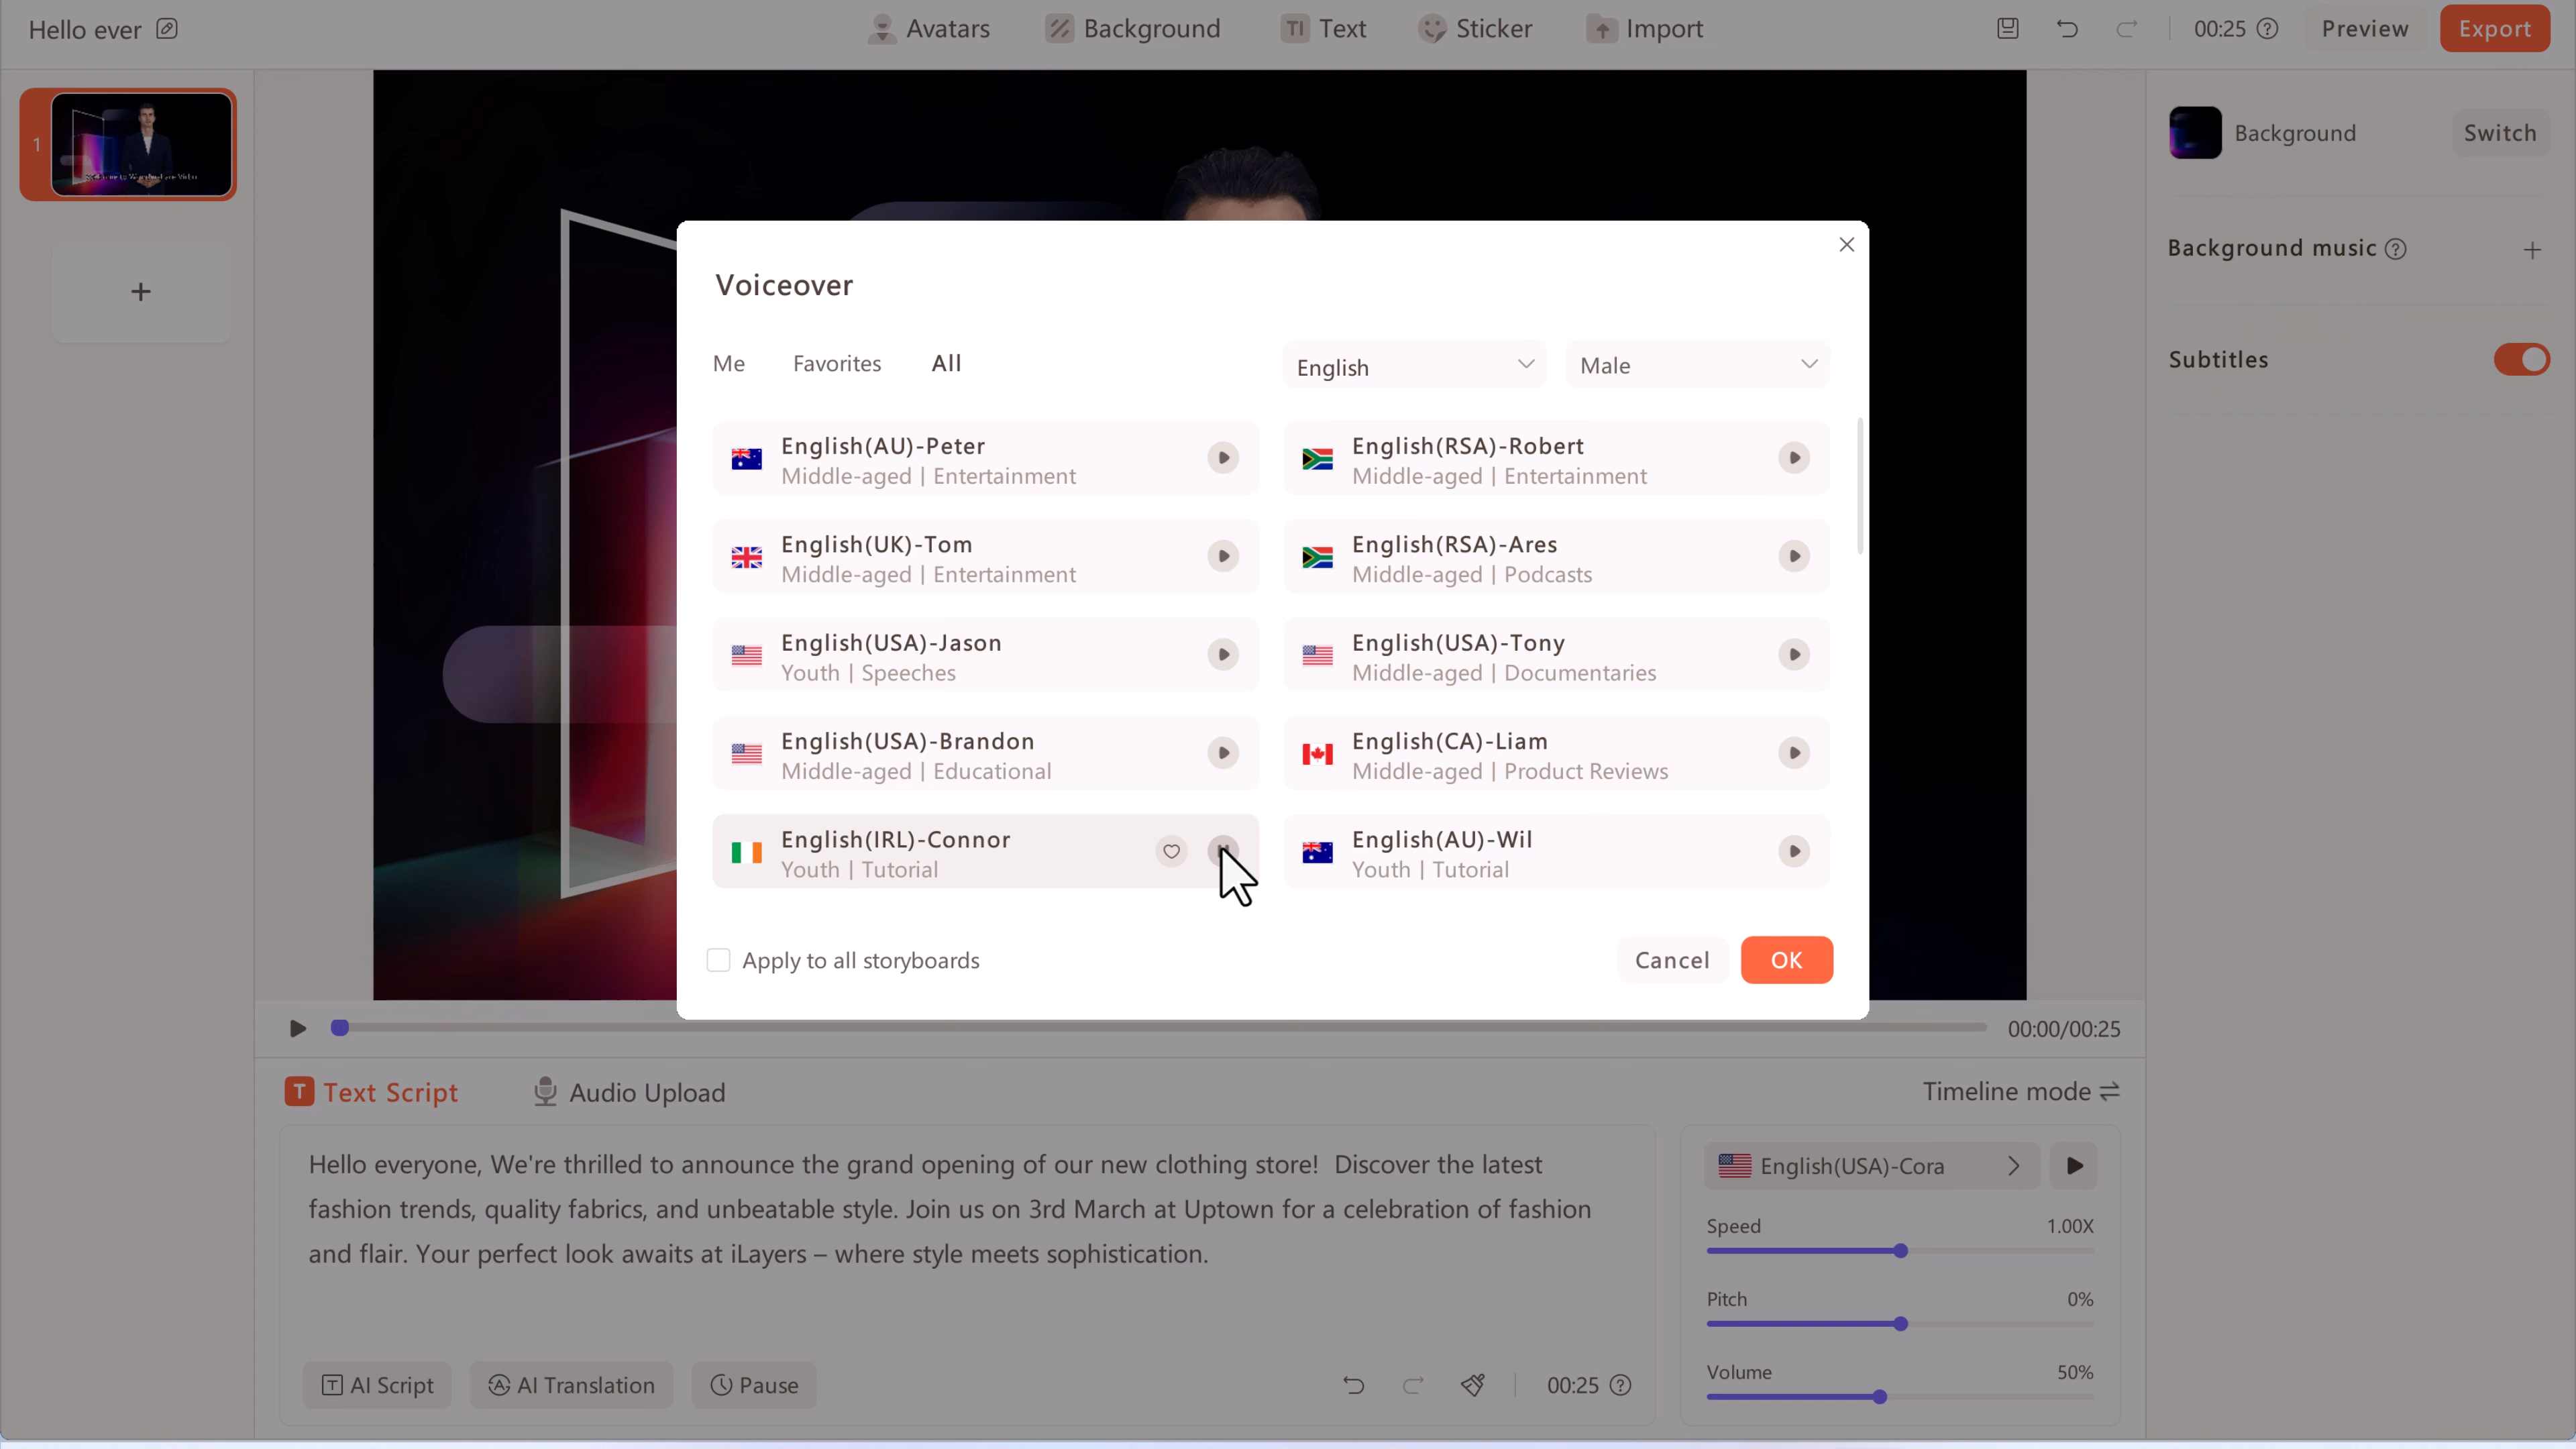 Hello ever
Avatars
Background
Text
Sticker
Import
00:25
Preview
Export
1
Background
Switch
Background music
Subtitles
Voiceover
Me
Favorites
All
English
Male
English(AU)-Peter
Middle-aged | Entertainment
English(RSA)-Robert
Middle-aged | Entertainment
English(UK)-Tom
Middle-aged | Entertainment
English(RSA)-Ares
Middle-aged | Podcasts
English(USA)-Jason
Youth | Speeches
English(USA)-Tony
Middle-aged | Documentaries
English(USA)-Brandon
Middle-aged | Educational
English(CA)-Liam
Middle-aged | Product Reviews
English(IRL)-Connor
Youth | Tutorial
English(AU)-Wil
Youth | Tutorial
Apply to all storyboards
Cancel
OK
00:00/00:25
Text Script
Audio Upload
Timeline mode
Hello everyone, We're thrilled to announce the grand opening of our new clothing store!  Discover the latest
fashion trends, quality fabrics, and unbeatable style. Join us on 3rd March at Uptown for a celebration of fashion
and flair. Your perfect look awaits at iLayers – where style meets sophistication.
English(USA)-Cora
Speed
1.00X
Pitch
0%
Volume
50%
AI Script
AI Translation
Pause
00:25